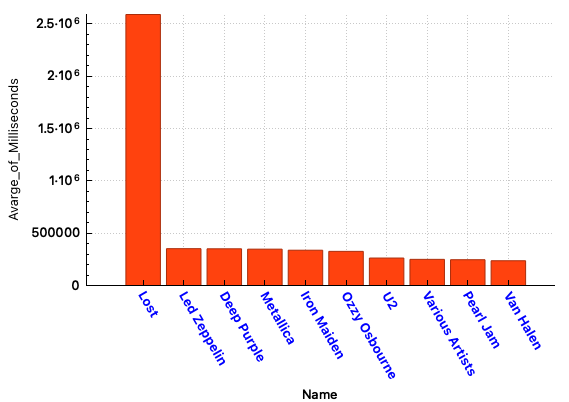 2.5·10⁶
2·10⁶
1.5·10⁶
1·10⁶
500000
0
Avarge_of_Milliseconds
Lost
Led Zeppelin
Deep Purple
Metallica
Iron Maiden
Ozzy Osbourne
U2
Various Artists
Pearl Jam
Van Halen
Name